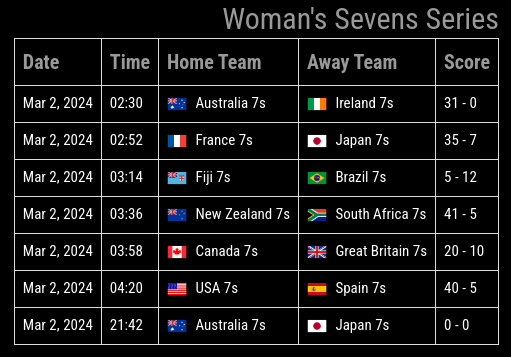 Woman's Sevens Series
Date Time Home Team Away Team Score
Mar 2, 2024 02:30 Australia 7s Ireland 7s 31 - 0
Mar 2, 2024 02:52 France 7s Japan 7s 35 - 7
Mar 2, 2024 03:14 Fiji 7s Brazil 7s 5 - 12
Mar 2, 2024 03:36 New Zealand 7s South Africa 7s 41 - 5
Mar 2, 2024 03:58 Canada 7s Great Britain 7s 20 - 10
Mar 2, 2024 04:20 USA 7s Spain 7s 40 - 5
Mar 2, 2024 21:42 Australia 7s Japan 7s 0 - 0